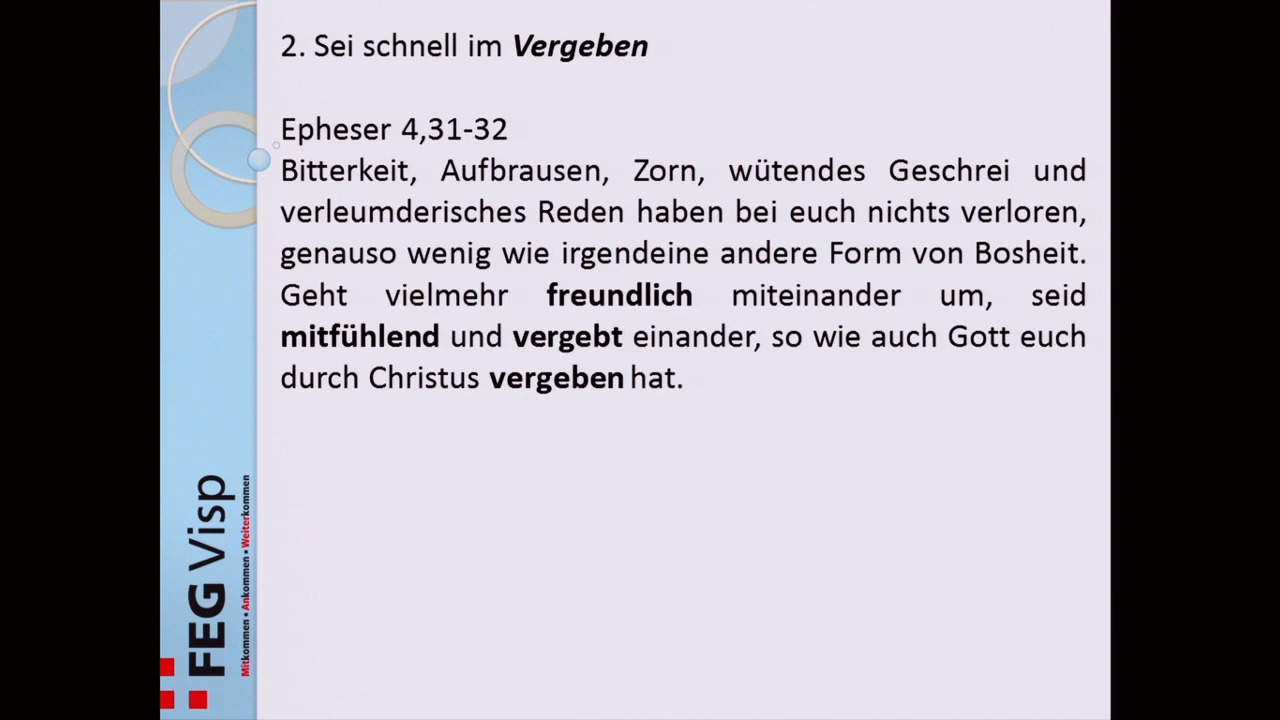 2. Sei schnell im Vergeben
Epheser 4,31-32
Bitterkeit, Aufbrausen, Zorn, wütendes Geschrei und
verleumderisches Reden haben bei euch nichts verloren,
genauso wenig wie irgendeine andere Form von Bosheit.
Geht vielmehr freundlich miteinander um, seid
mitfühlend und vergebt einander, so wie auch Gott euch
durch Christus vergeben hat.
FEG Visp
Mitkommen • Ankommen • Weiterkommen